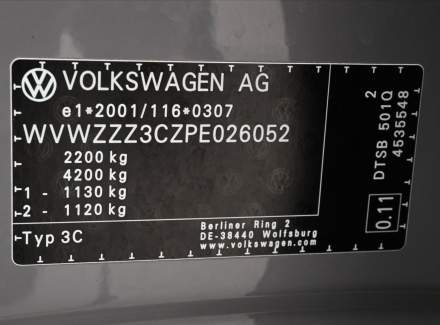 VOLKSWAGEN AG
e1*2001/116*0307
WVWZZZ3CZPE026052
2200 kg
4200 kg
1 - 1130 kg
2 - 1120 kg
Typ 3C
Berliner Ring 2
DE-38440 Wolfsburg
www.volkswagen.com
0.11
DTSB 501Q
2
4535548